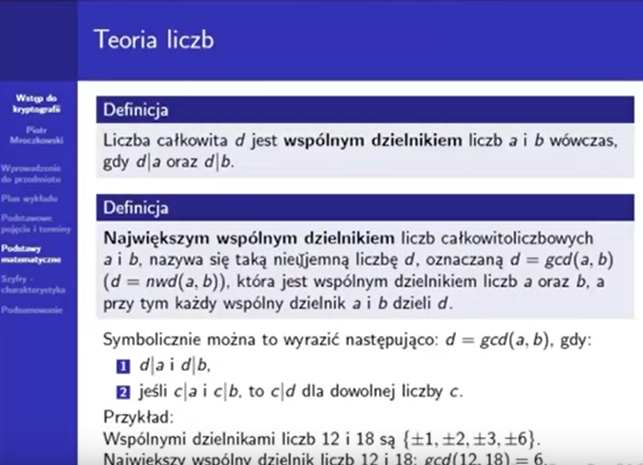 Teoria liczb
Wstęp do
kryptografii
Piotr
Mroczkowski
Wprowadzenie
do przedmiotu
Plan wykładu
Podstawowe
pojęcia i terminy
Podstawy
matematyczne
Szyfry -
charakterystyka
Podsumowanie
Definicja
Liczba całkowita d jest wspólnym dzielnikiem liczb a i b wówczas,
gdy d|a oraz d|b.
Definicja
Największym wspólnym dzielnikiem liczb całkowitoliczbowych
a i b, nazywa się taką nieujemną liczbę d, oznaczaną d = gcd(a, b)
(d = nwd(a, b)), która jest wspólnym dzielnikiem liczb a oraz b, a
przy tym każdy wspólny dzielnik a i b dzieli d.
Symbolicznie można to wyrazić następująco: d = gcd(a, b), gdy:
1 d|a i d|b,
2 jeśli c|a i c|b, to c|d dla dowolnej liczby c.
Przykład:
Wspólnymi dzielnikami liczb 12 i 18 są {±1, ±2, ±3, ±6}.
Największy wspólny dzielnik liczb 12 i 18: gcd(12, 18) = 6.